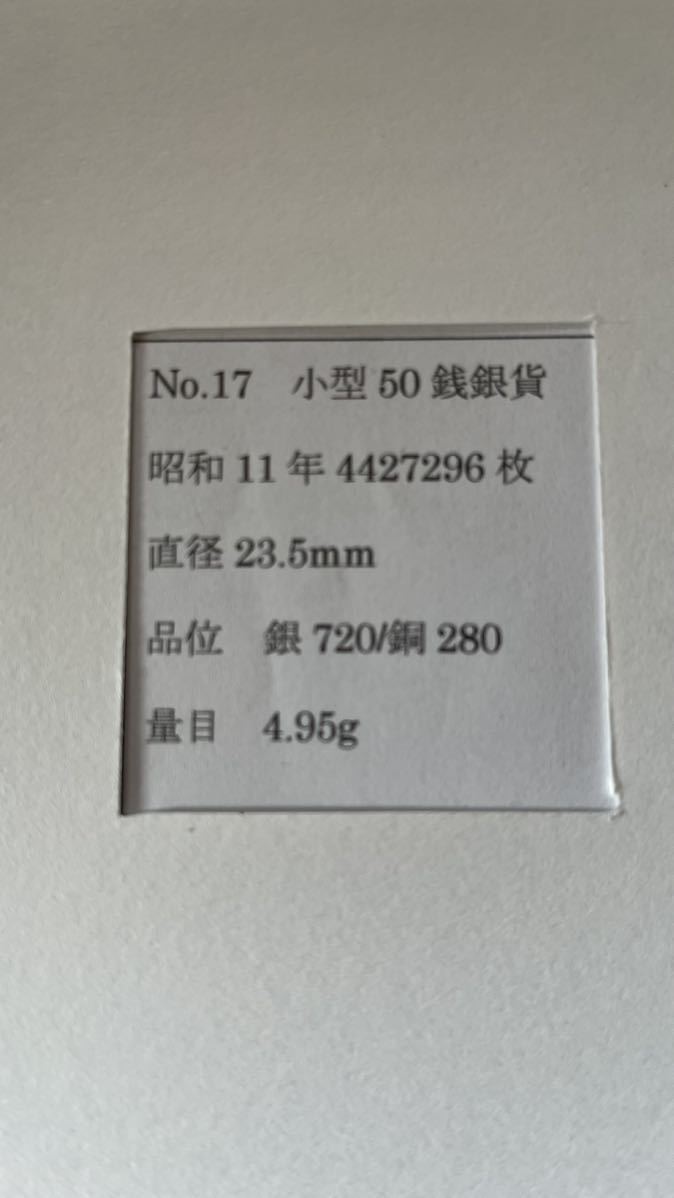 No.17　小型 50 銭銀貨
昭和 11 年 4427296 枚
直径 23.5mm
品位　銀 720/銅 280
量目　4.95g